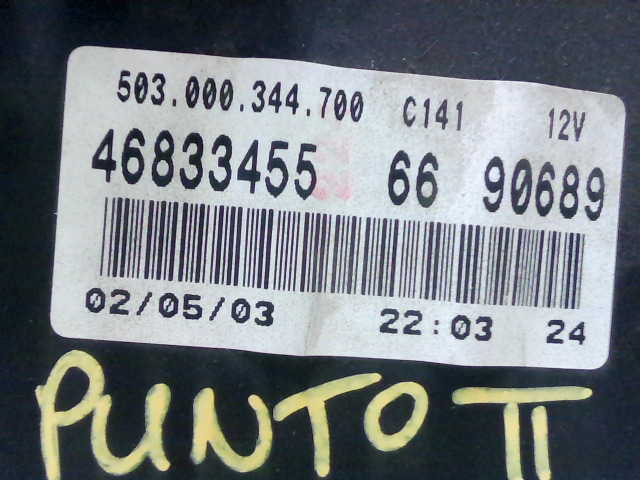 503.000.344.700 C141 12V
46833455 66 90689
02/05/03 22:03 24
PUNTO II